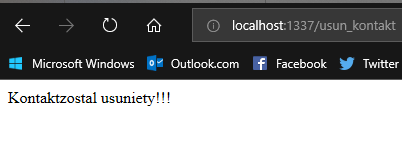 localhost:1337/usun_kontakt
Microsoft Windows Outlook.com Facebook Twitter
Kontaktzostal usuniety!!!